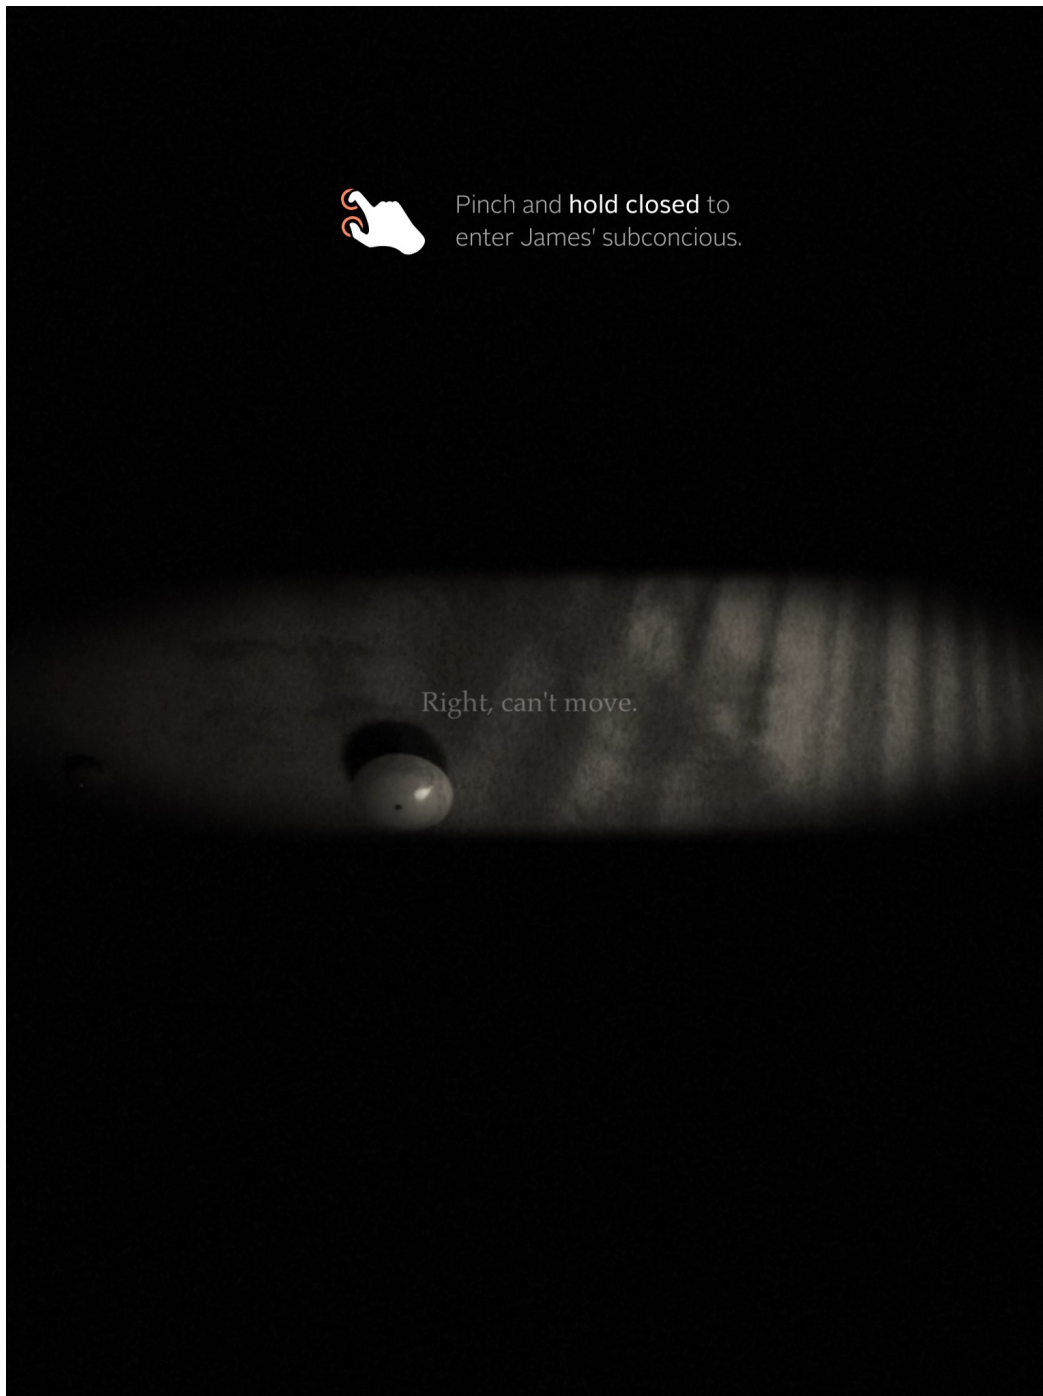 Pinch and hold closed to
enter James' subconcious.
Right, can't move.